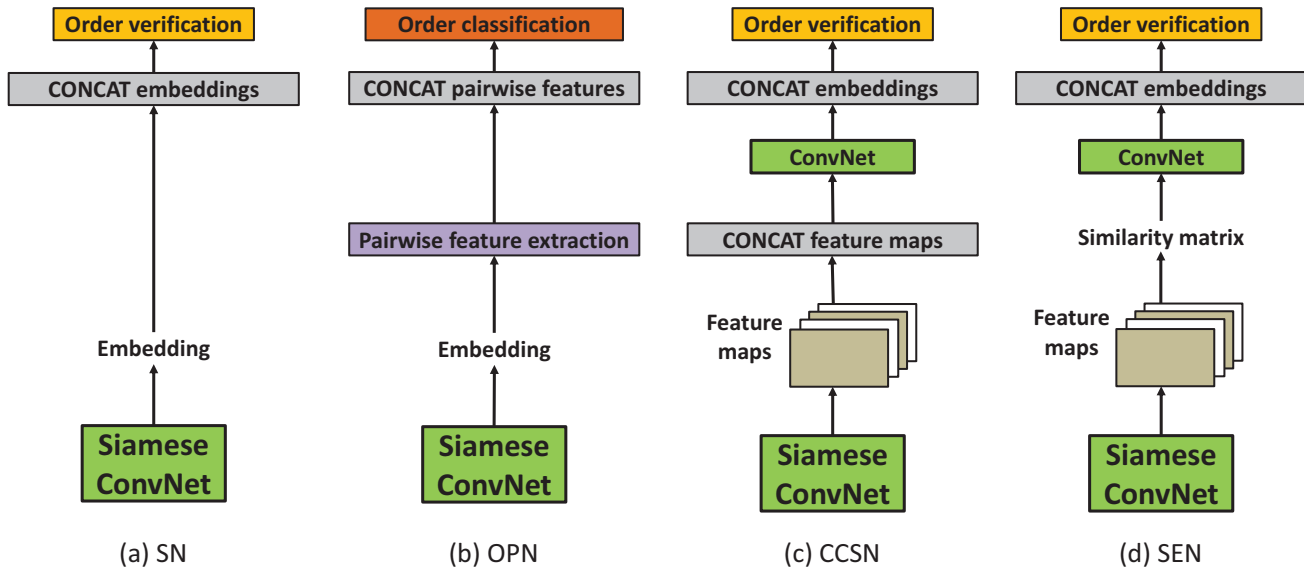 Order verification
CONCAT embeddings
Embedding
Siamese
ConvNet
(a) SN
Order classification
CONCAT pairwise features
Pairwise feature extraction
Embedding
Siamese
ConvNet
(b) OPN
Order verification
CONCAT embeddings
ConvNet
CONCAT feature maps
Feature
maps
Siamese
ConvNet
(c) CCSN
Order verification
CONCAT embeddings
ConvNet
Similarity matrix
Feature
maps
Siamese
ConvNet
(d) SEN